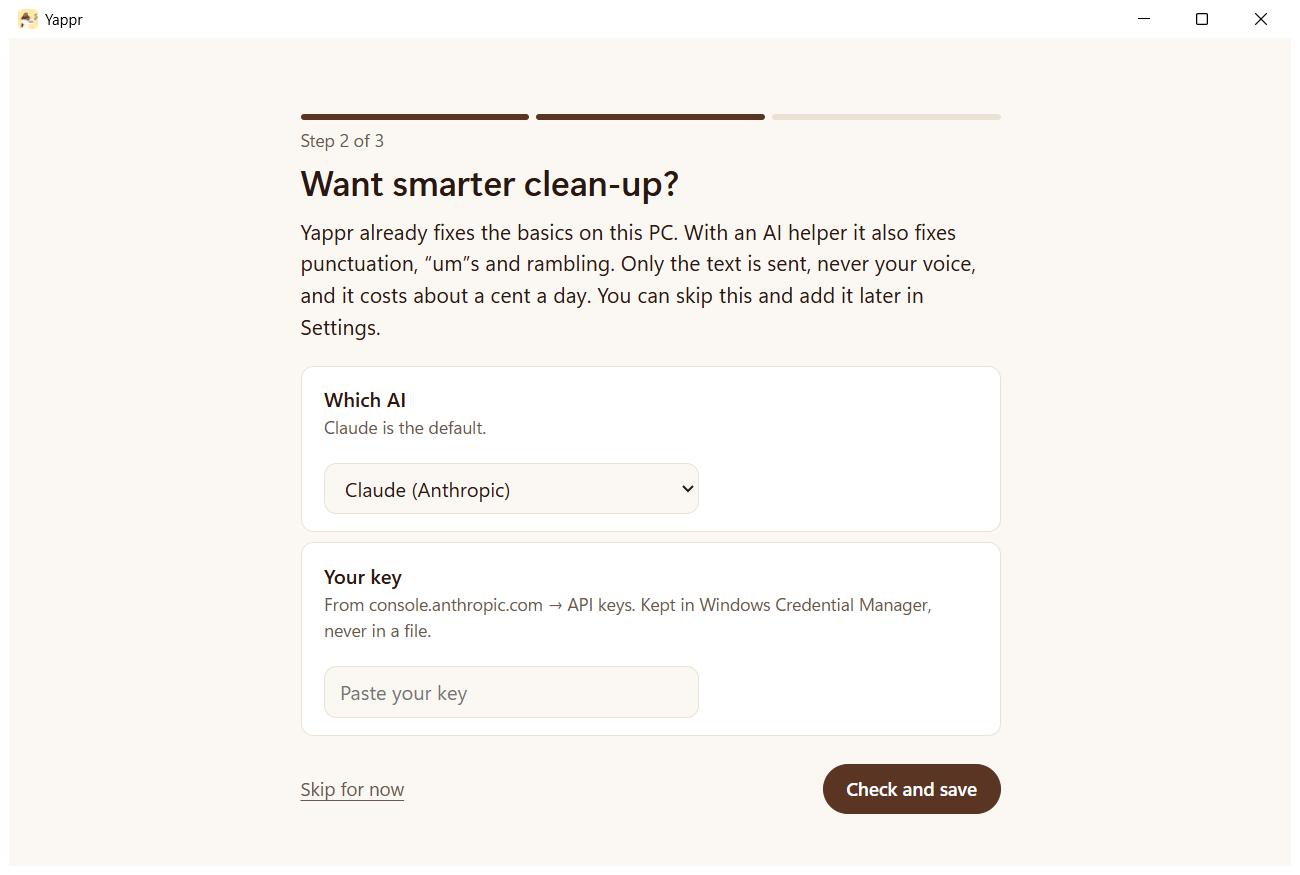 Yappr
Step 2 of 3
Want smarter clean-up?
Yappr already fixes the basics on this PC. With an AI helper it also fixes
punctuation, “um”s and rambling. Only the text is sent, never your voice,
and it costs about a cent a day. You can skip this and add it later in
Settings.
Which AI
Claude is the default.
Claude (Anthropic)
Your key
From console.anthropic.com → API keys. Kept in Windows Credential Manager,
never in a file.
Paste your key
Skip for now
Check and save